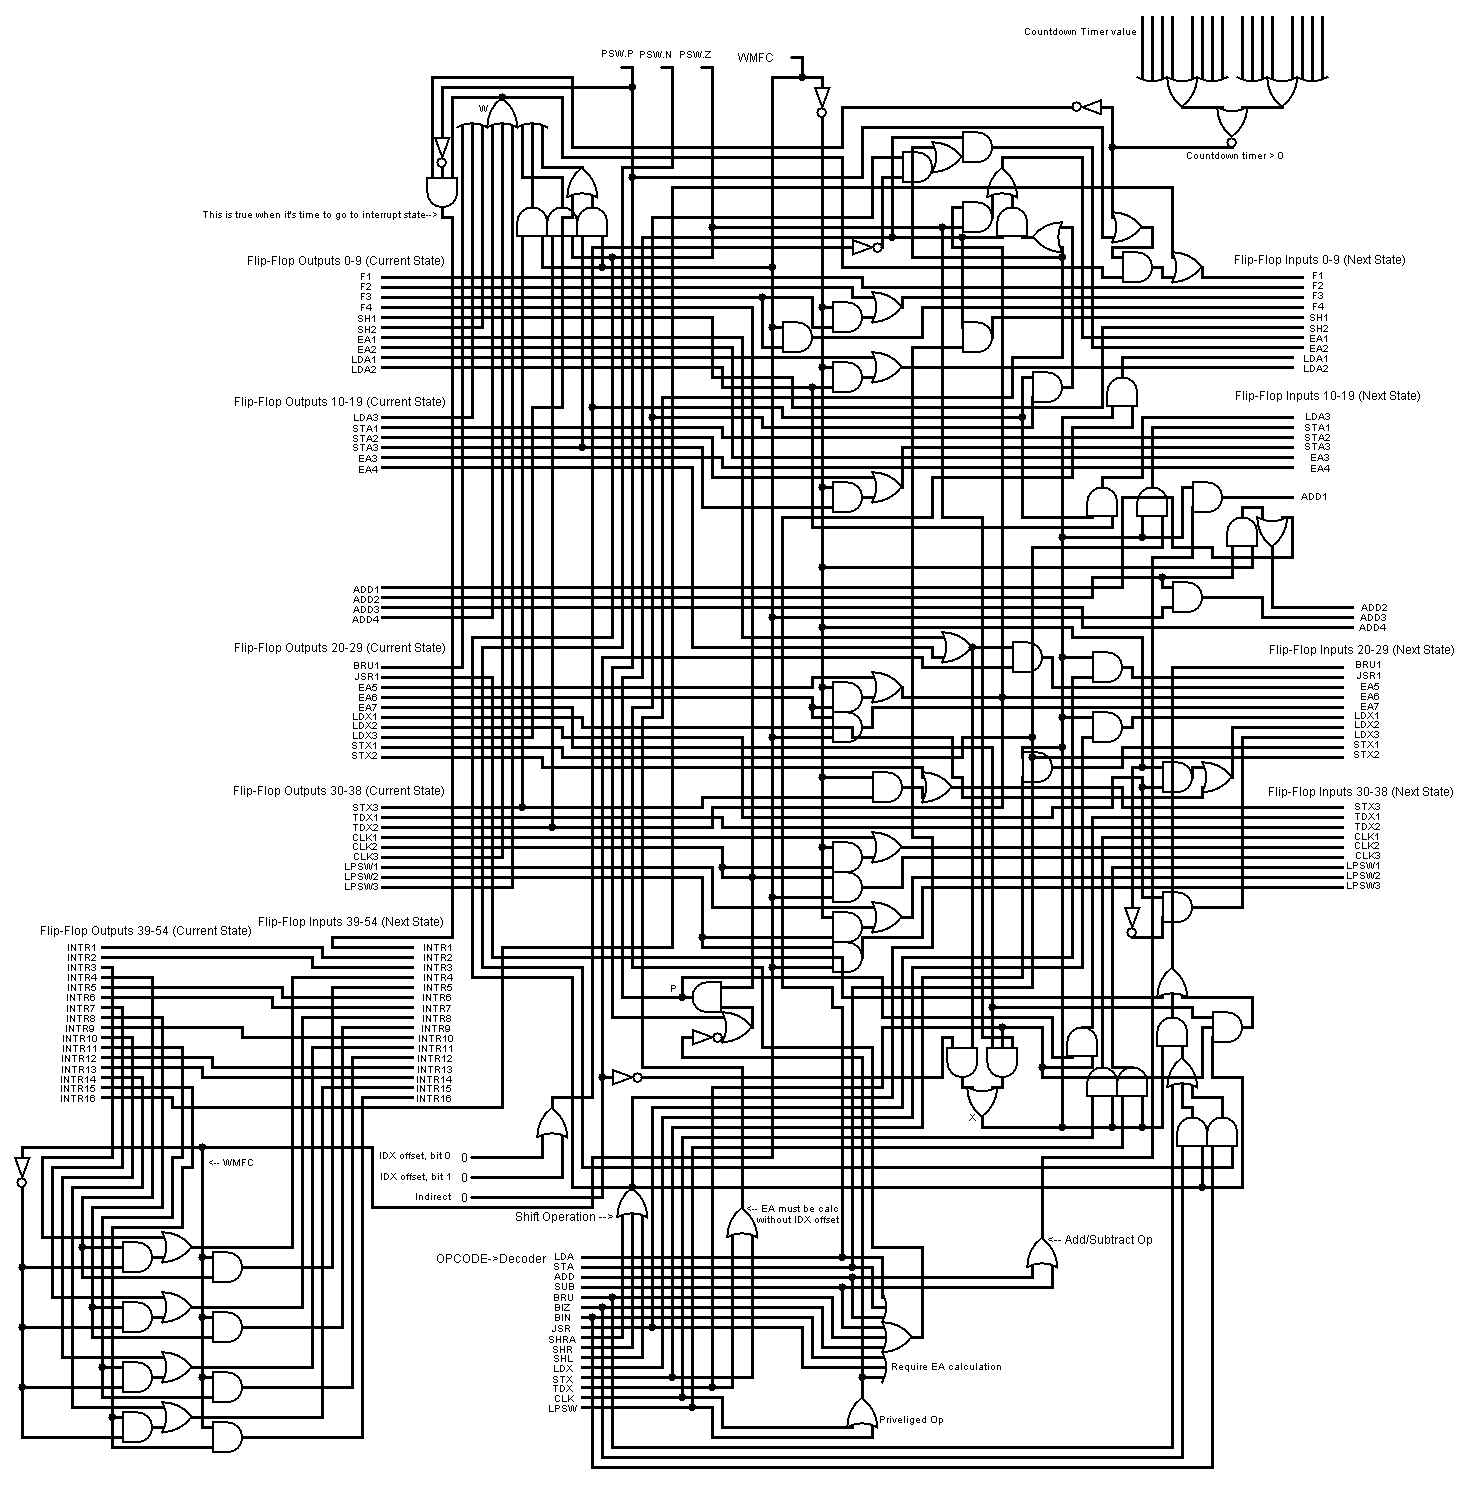 Countdown Timer value
PSW.P PSW.N PSW.Z
WMFC
W
Countdown timer > 0
This is true when it's time to go to interrupt state-->
Flip-Flop Outputs 0-9 (Current State)
F1
F2
F3
F4
SH1
SH2
EA1
EA2
LDA1
LDA2
Flip-Flop Inputs 0-9 (Next State)
F1
F2
F3
F4
SH1
SH2
EA1
EA2
LDA1
LDA2
Flip-Flop Outputs 10-19 (Current State)
LDA3
STA1
STA2
STA3
EA3
EA4
ADD1
ADD2
ADD3
ADD4
Flip-Flop Inputs 10-19 (Next State)
LDA3
STA1
STA2
STA3
EA3
EA4
ADD1
ADD2
ADD3
ADD4
Flip-Flop Outputs 20-29 (Current State)
BRU1
JSR1
EA5
EA6
EA7
LDX1
LDX2
LDX3
STX1
STX2
Flip-Flop Inputs 20-29 (Next State)
BRU1
JSR1
EA5
EA6
EA7
LDX1
LDX2
LDX3
STX1
STX2
Flip-Flop Outputs 30-38 (Current State)
STX3
TDX1
TDX2
CLK1
CLK2
CLK3
LPSW1
LPSW2
LPSW3
Flip-Flop Inputs 30-38 (Next State)
STX3
TDX1
TDX2
CLK1
CLK2
CLK3
LPSW1
LPSW2
LPSW3
Flip-Flop Outputs 39-54 (Current State)
INTR1
INTR2
INTR3
INTR4
INTR5
INTR6
INTR7
INTR8
INTR9
INTR10
INTR11
INTR12
INTR13
INTR14
INTR15
INTR16
Flip-Flop Inputs 39-54 (Next State)
INTR1
INTR2
INTR3
INTR4
INTR5
INTR6
INTR7
INTR8
INTR9
INTR10
INTR11
INTR12
INTR13
INTR14
INTR15
INTR16
P
X
<-- WMFC
IDX offset, bit 0 0
IDX offset, bit 1 0
Indirect 0
Shift Operation -->
<-- EA must be calc
without IDX offset
<-- Add/Subtract Op
OPCODE->Decoder
LDA
STA
ADD
SUB
BRU
BIZ
BIN
JSR
SHRA
SHR
SHL
LDX
STX
TDX
CLK
LPSW
Require EA calculation
Priveliged Op